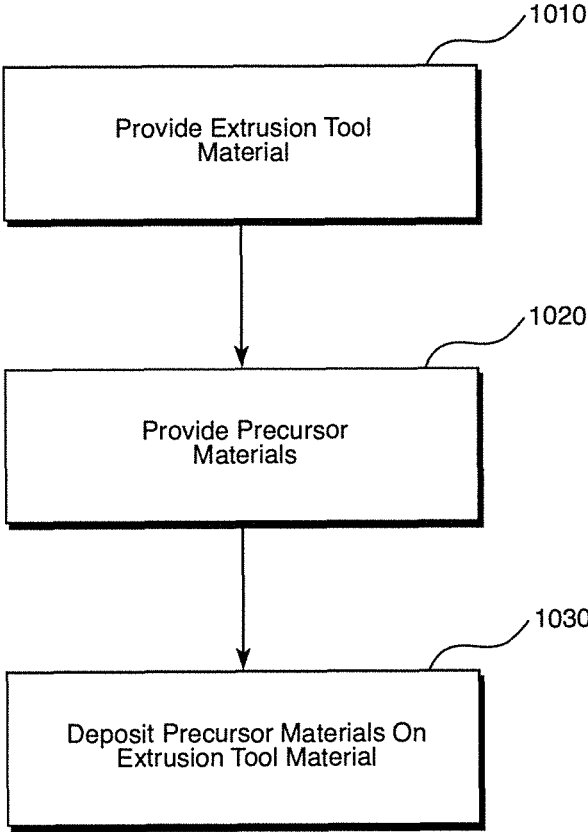 1010
Provide Extrusion Tool
Material
1020
Provide Precursor
Materials
1030
Deposit Precursor Materials On
Extrusion Tool Material